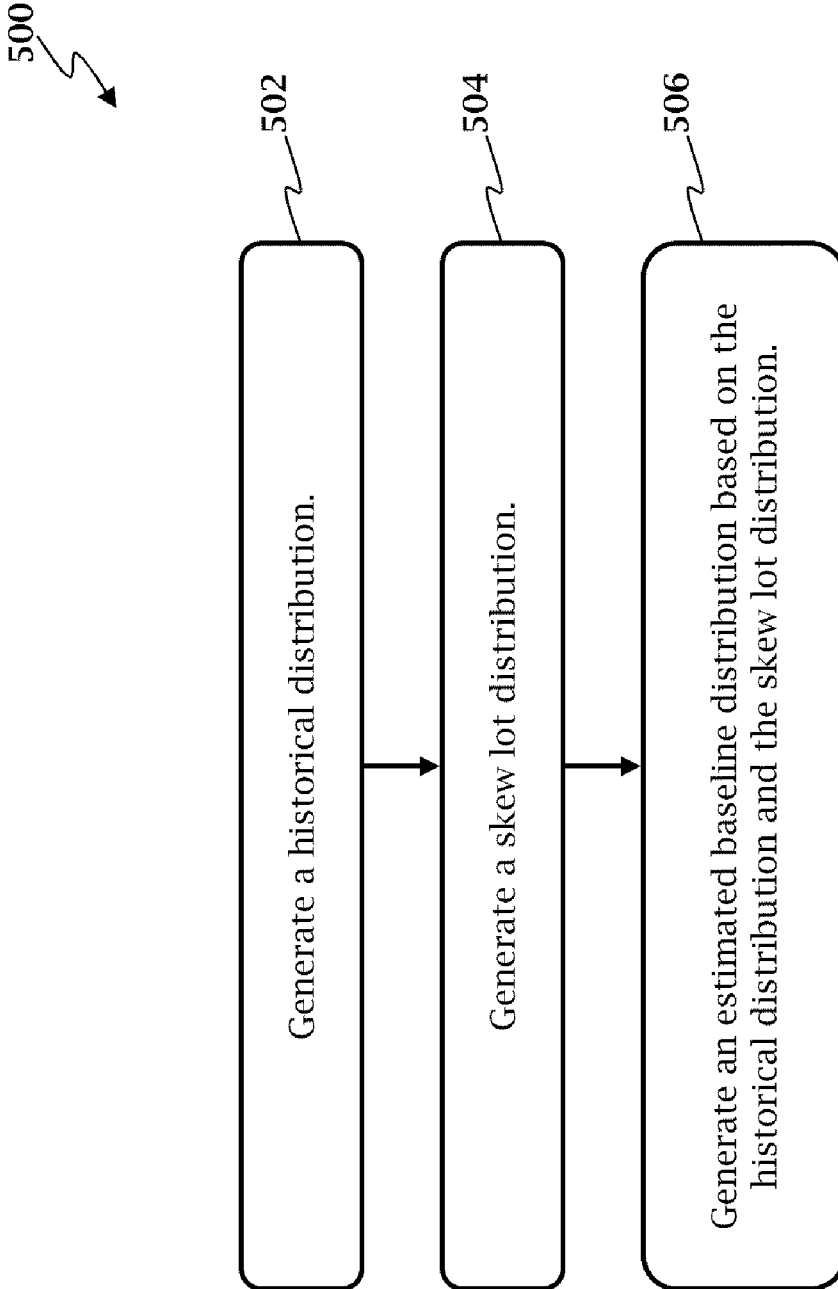 500
502
Generate a historical distribution.
504
Generate a skew lot distribution.
506
Generate an estimated baseline distribution based on the
historical distribution and the skew lot distribution.